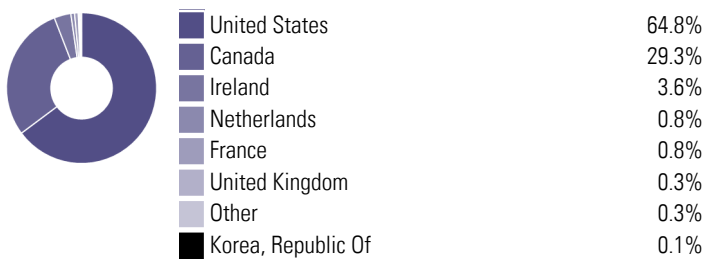 United States 64.8%
Canada 29.3%
Ireland 3.6%
Netherlands 0.8%
France 0.8%
United Kingdom 0.3%
Other 0.3%
Korea, Republic Of 0.1%